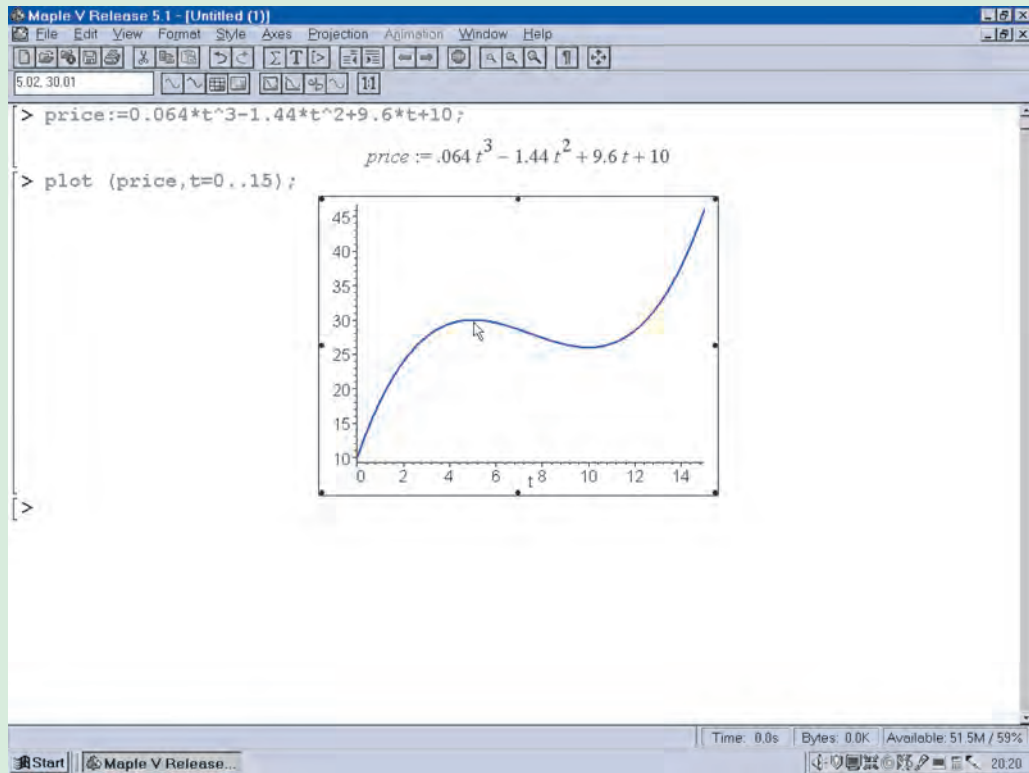 Maple V Release 5.1 - [Untitled (1)]
File Edit View Format Style Axes Projection Animation Window Help
Σ T [> 
5.02, 30.01
1:1
[> price:=0.064*t^3-1.44*t^2+9.6*t+10;
price := .064 t^3 − 1.44 t^2 + 9.6 t + 10
[> plot (price,t=0..15);
45
40
35
30
25
20
15
10
0 2 4 6 8 10 12 14
t
[>
Time: 0.0s Bytes: 0.0K Available: 51.5M / 59%
Start Maple V Release... 20.20